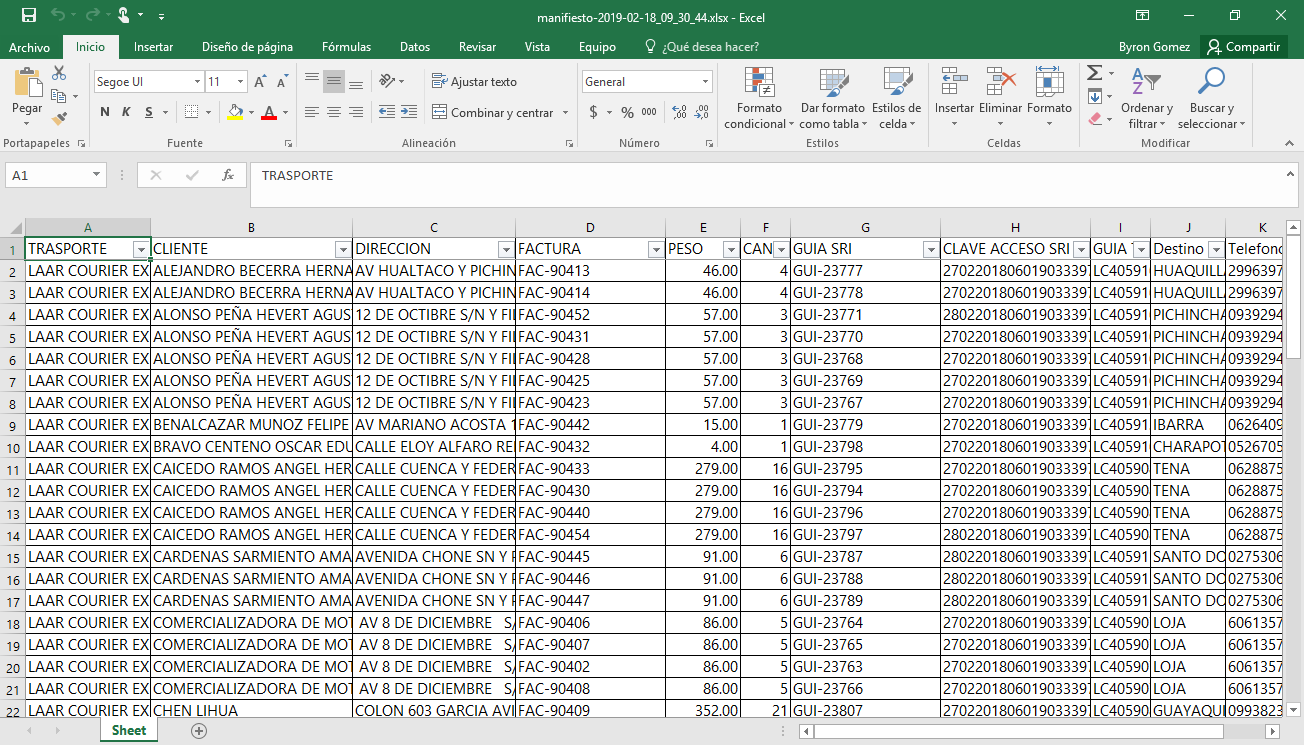 manifiesto-2019-02-18_09_30_44.xlsx - Excel
Archivo Inicio Insertar Diseño de página Fórmulas Datos Revisar Vista Equipo ¿Qué desea hacer? Byron Gomez Compartir
Pegar Segoe UI 11 A A Ajustar texto General Formato condicional Dar formato como tabla Estilos de celda Insertar Eliminar Formato Ordenar y filtrar Buscar y seleccionar
N K S A Combinar y centrar $ % 000
Portapapeles Fuente Alineación Número Estilos Celdas Modificar
A1 fx TRASPORTE
A B C D E F G H I J K
1 TRASPORTE CLIENTE DIRECCION FACTURA PESO CAN GUIA SRI CLAVE ACCESO SRI GUIA Destino Telefono
2 LAAR COURIER EX ALEJANDRO BECERRA HERNA AV HUALTACO Y PICHIN FAC-90413 46.00 4 GUI-23777 270220180601903339 LC40591 HUAQUILL 2996397
3 LAAR COURIER EX ALEJANDRO BECERRA HERNA AV HUALTACO Y PICHIN FAC-90414 46.00 4 GUI-23778 270220180601903339 LC40591 HUAQUILL 2996397
4 LAAR COURIER EX ALONSO PEÑA HEVERT AGUS 12 DE OCTIBRE S/N Y FI FAC-90452 57.00 3 GUI-23771 280220180601903339 LC40591 PICHINCHA 0939294
5 LAAR COURIER EX ALONSO PEÑA HEVERT AGUS 12 DE OCTIBRE S/N Y FI FAC-90431 57.00 3 GUI-23770 270220180601903339 LC40591 PICHINCHA 0939294
6 LAAR COURIER EX ALONSO PEÑA HEVERT AGUS 12 DE OCTIBRE S/N Y FI FAC-90428 57.00 3 GUI-23768 270220180601903339 LC40591 PICHINCHA 0939294
7 LAAR COURIER EX ALONSO PEÑA HEVERT AGUS 12 DE OCTIBRE S/N Y FI FAC-90425 57.00 3 GUI-23769 270220180601903339 LC40591 PICHINCHA 0939294
8 LAAR COURIER EX ALONSO PEÑA HEVERT AGUS 12 DE OCTIBRE S/N Y FI FAC-90423 57.00 3 GUI-23767 270220180601903339 LC40591 PICHINCHA 0939294
9 LAAR COURIER EX BENALCAZAR MUNOZ FELIPE AV MARIANO ACOSTA 1 FAC-90442 15.00 1 GUI-23779 270220180601903339 LC40591 IBARRA 0626409
10 LAAR COURIER EX BRAVO CENTENO OSCAR EDU CALLE ELOY ALFARO RE FAC-90432 4.00 1 GUI-23798 270220180601903339 LC40590 CHARAPOT 0526705
11 LAAR COURIER EX CAICEDO RAMOS ANGEL HER CALLE CUENCA Y FEDER FAC-90433 279.00 16 GUI-23795 270220180601903339 LC40590 TENA 0628875
12 LAAR COURIER EX CAICEDO RAMOS ANGEL HER CALLE CUENCA Y FEDER FAC-90430 279.00 16 GUI-23794 270220180601903339 LC40590 TENA 0628875
13 LAAR COURIER EX CAICEDO RAMOS ANGEL HER CALLE CUENCA Y FEDER FAC-90440 279.00 16 GUI-23796 270220180601903339 LC40590 TENA 0628875
14 LAAR COURIER EX CAICEDO RAMOS ANGEL HER CALLE CUENCA Y FEDER FAC-90454 279.00 16 GUI-23797 280220180601903339 LC40590 TENA 0628875
15 LAAR COURIER EX CARDENAS SARMIENTO AMA AVENIDA CHONE SN Y FAC-90445 91.00 6 GUI-23787 280220180601903339 LC40591 SANTO DO 0275306
16 LAAR COURIER EX CARDENAS SARMIENTO AMA AVENIDA CHONE SN Y FAC-90446 91.00 6 GUI-23788 280220180601903339 LC40591 SANTO DO 0275306
17 LAAR COURIER EX CARDENAS SARMIENTO AMA AVENIDA CHONE SN Y FAC-90447 91.00 6 GUI-23789 280220180601903339 LC40591 SANTO DO 0275306
18 LAAR COURIER EX COMERCIALIZADORA DE MOT AV 8 DE DICIEMBRE S/ FAC-90406 86.00 5 GUI-23764 270220180601903339 LC40590 LOJA 6061357
19 LAAR COURIER EX COMERCIALIZADORA DE MOT AV 8 DE DICIEMBRE S/ FAC-90407 86.00 5 GUI-23765 270220180601903339 LC40590 LOJA 6061357
20 LAAR COURIER EX COMERCIALIZADORA DE MOT AV 8 DE DICIEMBRE S/ FAC-90402 86.00 5 GUI-23763 270220180601903339 LC40590 LOJA 6061357
21 LAAR COURIER EX COMERCIALIZADORA DE MOT AV 8 DE DICIEMBRE S/ FAC-90408 86.00 5 GUI-23766 270220180601903339 LC40590 LOJA 6061357
22 LAAR COURIER EX CHEN LIHUA COLON 603 GARCIA AVI FAC-90409 352.00 21 GUI-23807 270220180601903339 LC40590 GUAYAQUI 0993823
Sheet